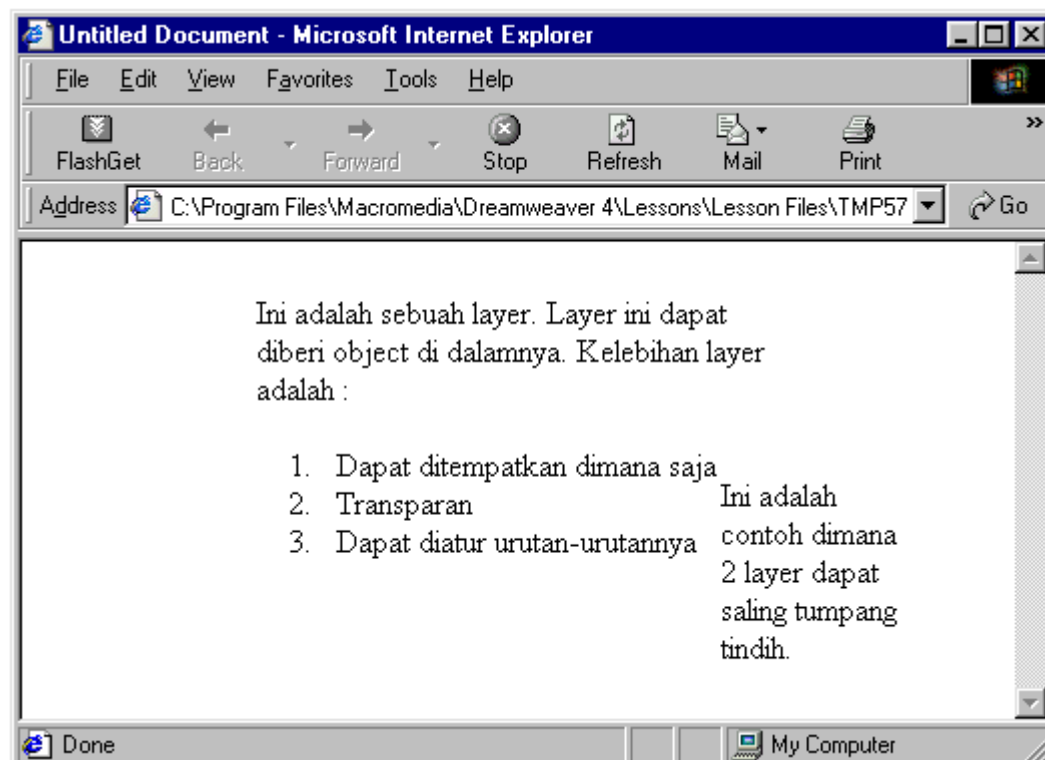 Untitled Document - Microsoft Internet Explorer
File Edit View Favorites Tools Help
FlashGet Back Forward Stop Refresh Mail Print »
Address C:\Program Files\Macromedia\Dreamweaver 4\Lessons\Lesson Files\TMP57 Go
Ini adalah sebuah layer. Layer ini dapat
diberi object di dalamnya. Kelebihan layer
adalah :
1. Dapat ditempatkan dimana saja
2. Transparan
3. Dapat diatur urutan-urutannya
Ini adalah
contoh dimana
2 layer dapat
saling tumpang
tindih.
Done My Computer